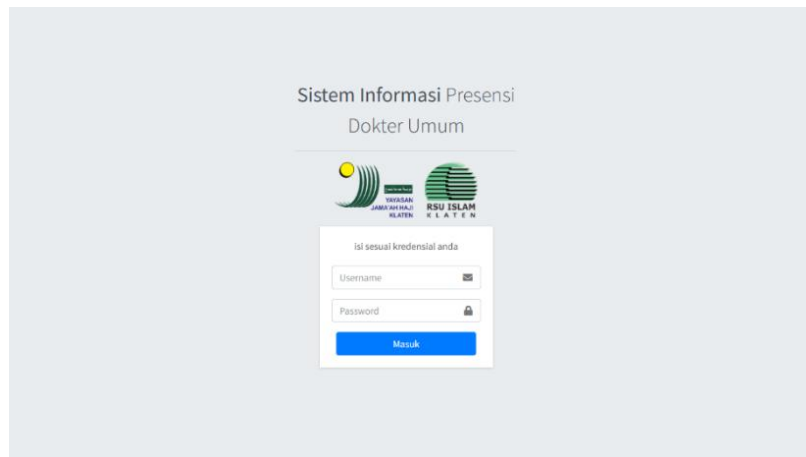 Sistem Informasi Presensi
Dokter Umum
YAYASAN
JAMA'AH HAJI
KLATEN
RSU ISLAM
KLATEN
isi sesuai kredensial anda
Username
Password
Masuk